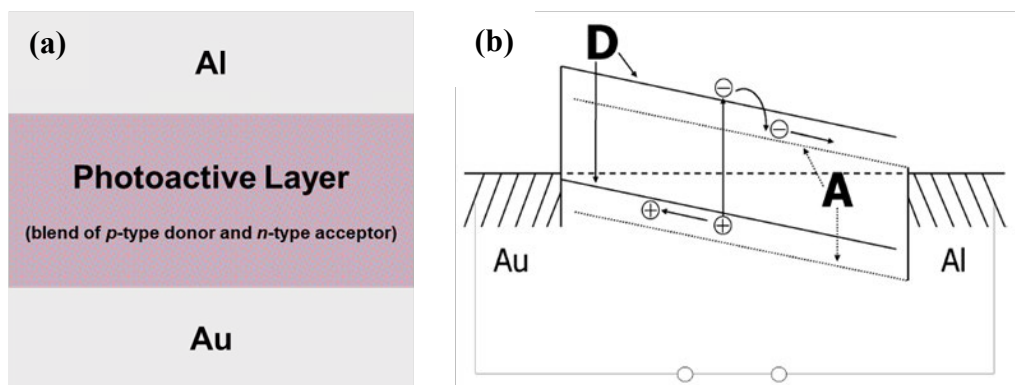 (a)
Al
Photoactive Layer
(blend of p-type donor and n-type acceptor)
Au
(b)
D
A
Au
Al